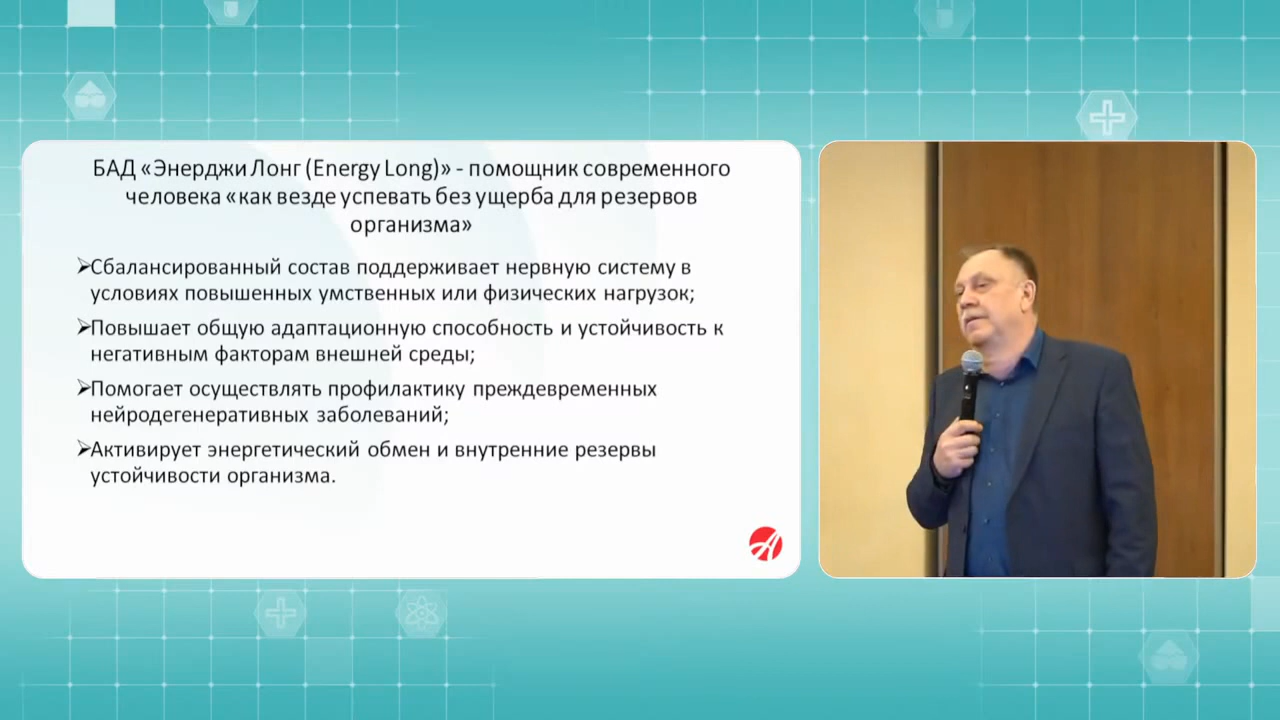 БАД «Энерджи Лонг (Energy Long)» - помощник современного
человека «как везде успевать без ущерба для резервов
организма»
➢Сбалансированный состав поддерживает нервную систему в
условиях повышенных умственных или физических нагрузок;
➢Повышает общую адаптационную способность и устойчивость к
негативным факторам внешней среды;
➢Помогает осуществлять профилактику преждевременных
нейродегенеративных заболеваний;
➢Активирует энергетический обмен и внутренние резервы
устойчивости организма.